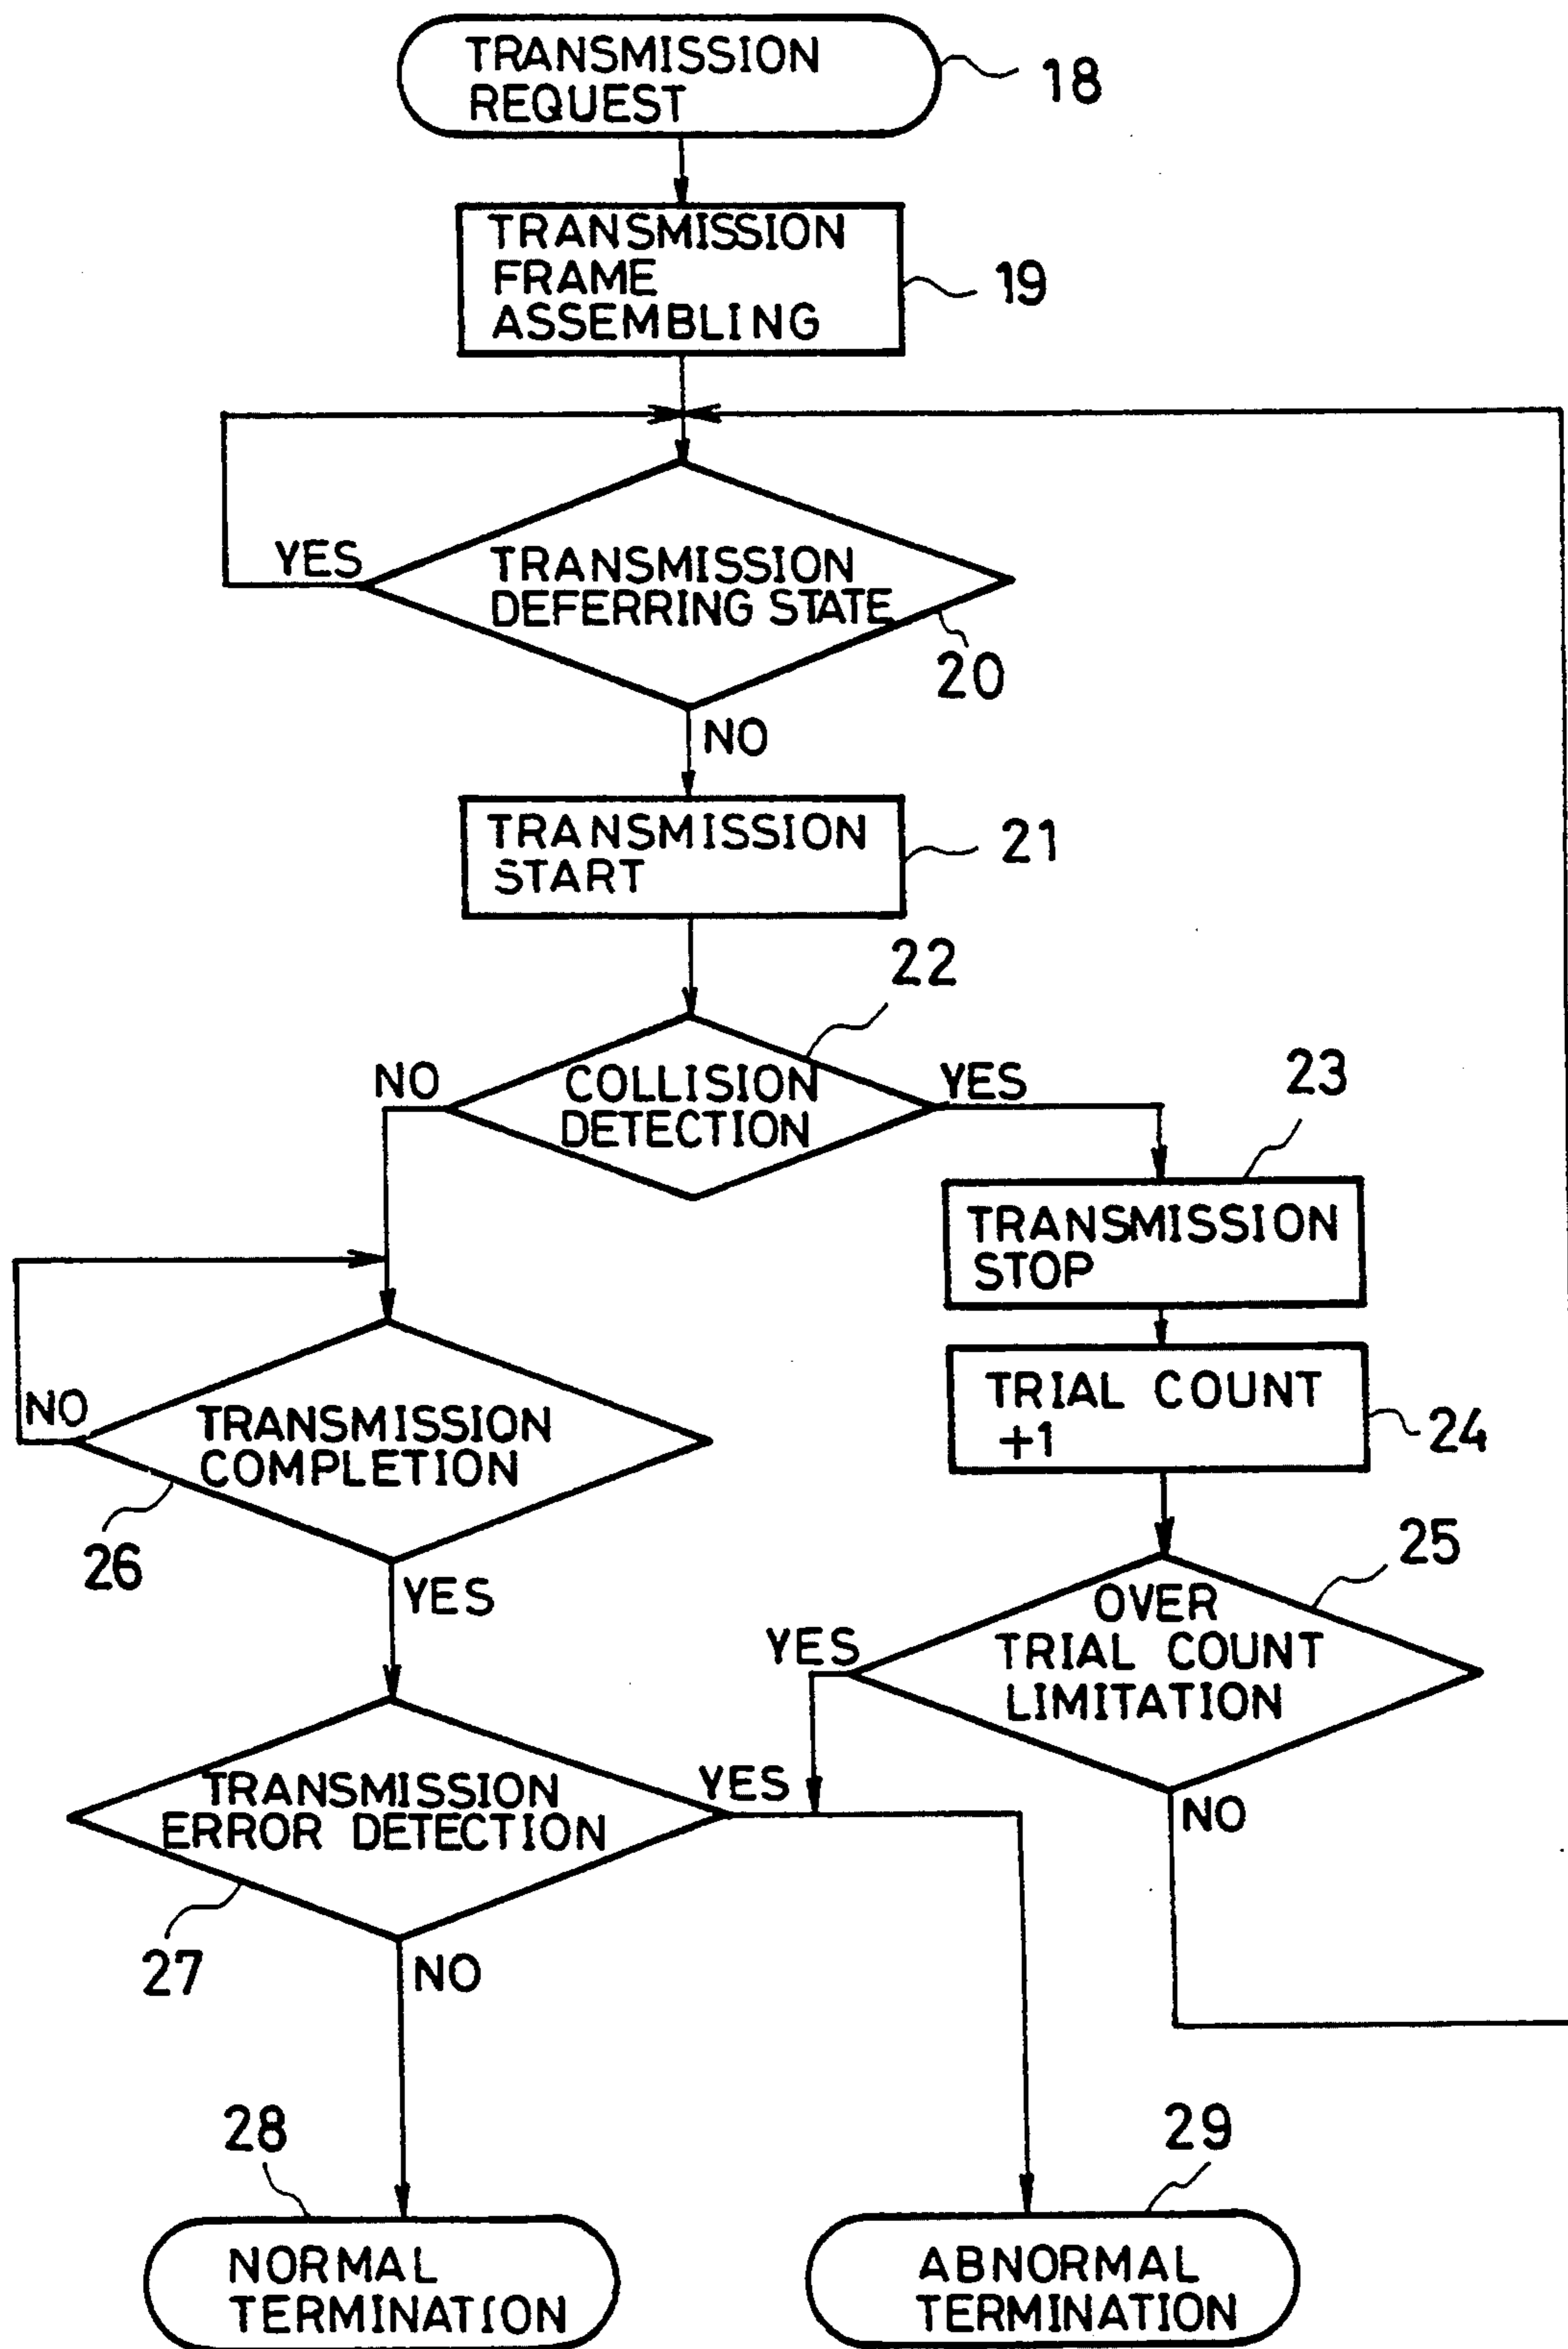 TRANSMISSION
REQUEST
18
TRANSMISSION
FRAME
ASSEMBLING
19
YES
TRANSMISSION
DEFERRING STATE
20
NO
TRANSMISSION
START
21
22
NO
COLLISION
DETECTION
YES
23
TRANSMISSION
STOP
TRIAL COUNT
+1
24
NO
TRANSMISSION
COMPLETION
26
YES
25
OVER
TRIAL COUNT
LIMITATION
YES
NO
TRANSMISSION
ERROR DETECTION
YES
27
NO
28
NORMAL
TERMINATION
29
ABNORMAL
TERMINATION